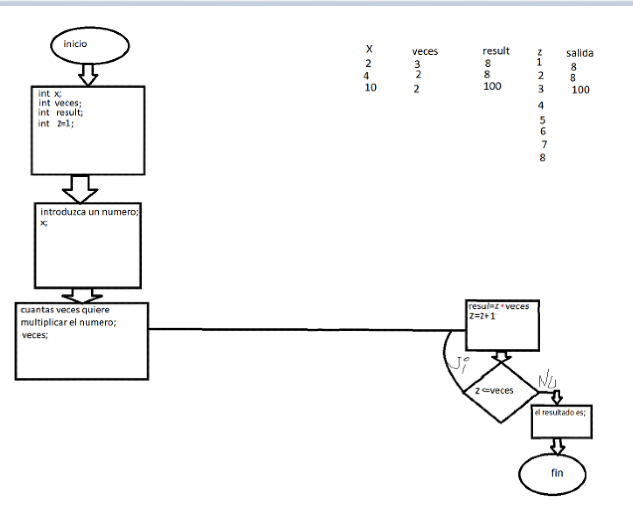 inicio
int x;
int veces;
int result;
int z=1;
introduzca un numero;
x;
cuantas veces quiere
multiplicar el numero;
veces;
resul=z*veces
z=z+1
z<=veces
Ji
No
el resultado es;
fin
X veces result z salida
2 3 8 1 8
4 2 8 2 8
10 2 100 3 100
4
5
6
7
8